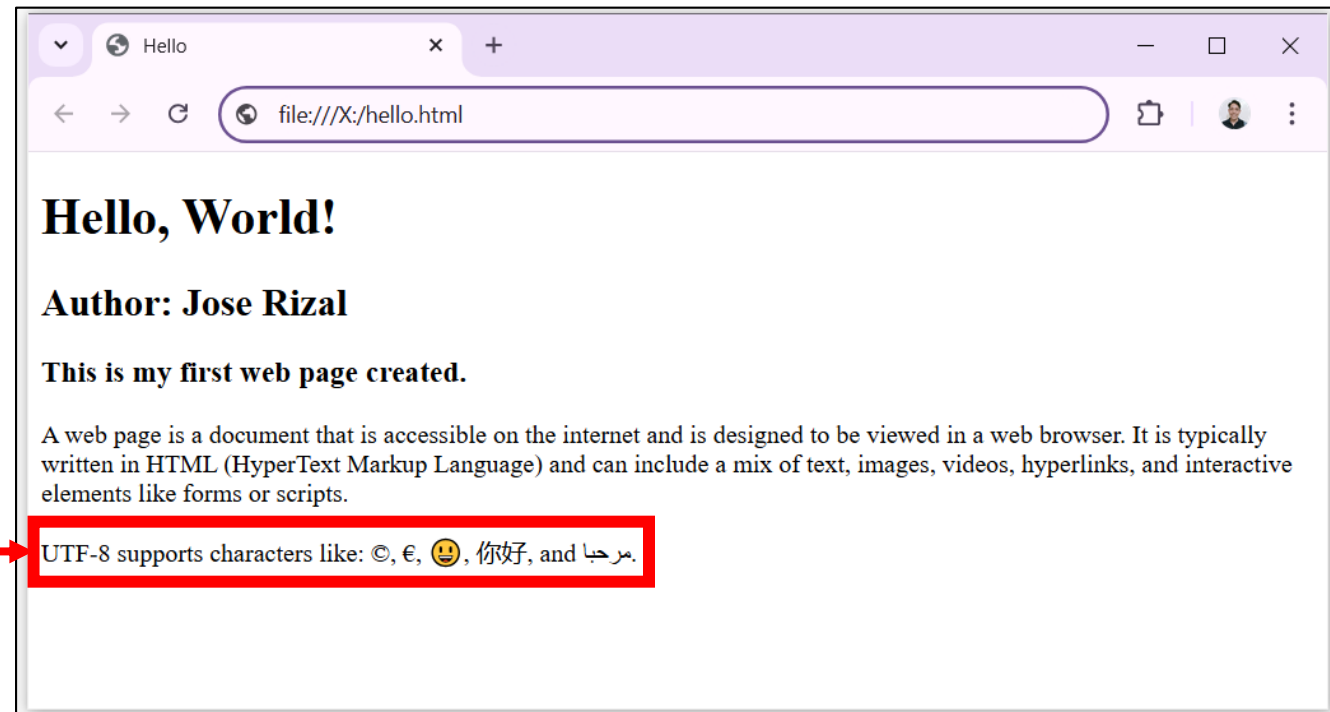 Hello
file:///X:/hello.html
Hello, World!
Author: Jose Rizal
This is my first web page created.
A web page is a document that is accessible on the internet and is designed to be viewed in a web browser. It is typically
written in HTML (HyperText Markup Language) and can include a mix of text, images, videos, hyperlinks, and interactive
elements like forms or scripts.
UTF-8 supports characters like: ©, €, 😃, 你好, and مرحبا.